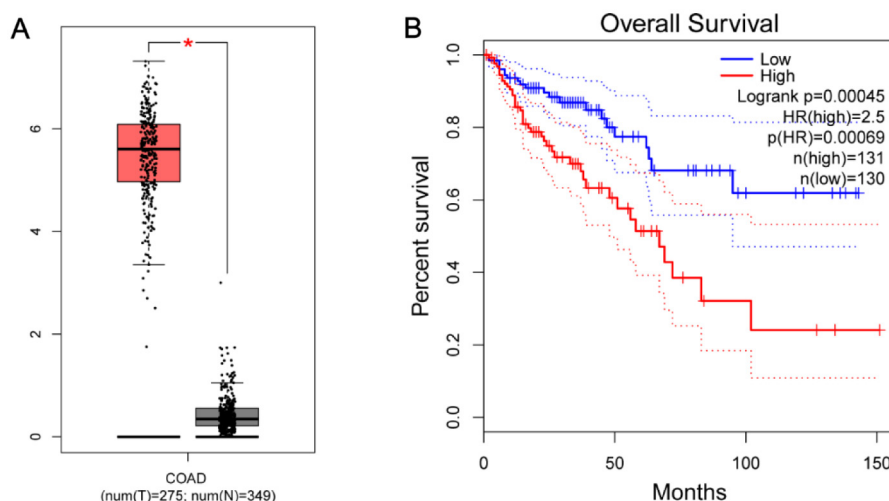 A
*
6
4
2
0
COAD
(num(T)=275; num(N)=349)
B
Overall Survival
Percent survival
1.0
0.8
0.6
0.4
0.2
0.0
Low
High
Logrank p=0.00045
HR(high)=2.5
p(HR)=0.00069
n(high)=131
n(low)=130
0
50
100
150
Months